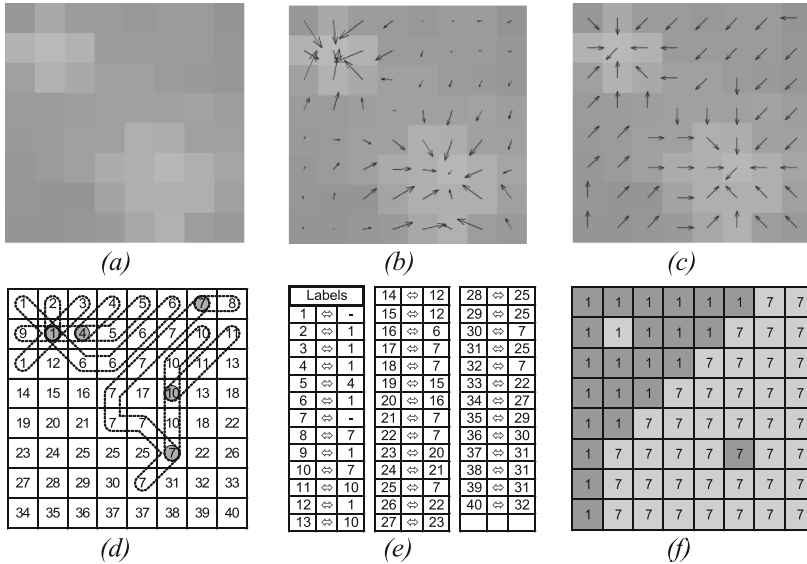 (a)
(b)
(c)
1 2 3 4 5 6 7 8
9 1 4 5 6 7 10 11
1 12 6 6 7 10 11 13
14 15 16 7 17 10 13 18
19 20 21 7 7 10 18 22
23 24 25 25 25 7 22 26
27 28 29 30 7 31 32 33
34 35 36 36 37 38 39 40
(d)
Labels
1 ⇔ -
2 ⇔ 1
3 ⇔ 1
4 ⇔ 1
5 ⇔ 4
6 ⇔ 1
7 ⇔ -
8 ⇔ 7
9 ⇔ 1
10 ⇔ 7
11 ⇔ 10
12 ⇔ 1
13 ⇔ 10
14 ⇔ 12
15 ⇔ 12
16 ⇔ 6
17 ⇔ 7
18 ⇔ 7
19 ⇔ 15
20 ⇔ 16
21 ⇔ 7
22 ⇔ 7
23 ⇔ 20
24 ⇔ 21
25 ⇔ 7
26 ⇔ 22
27 ⇔ 23
28 ⇔ 25
29 ⇔ 25
30 ⇔ 7
31 ⇔ 25
32 ⇔ 7
33 ⇔ 22
34 ⇔ 27
35 ⇔ 29
36 ⇔ 30
37 ⇔ 31
38 ⇔ 31
39 ⇔ 31
40 ⇔ 32
(e)
1 1 1 1 1 1 7 7
1 1 1 1 1 7 7 7
1 1 1 1 7 7 7 7
1 1 1 7 7 7 7 7
1 1 7 7 7 7 7 7
1 7 7 7 7 7 7 7
1 7 7 7 7 7 7 7
1 7 7 7 7 7 7 7
(f)